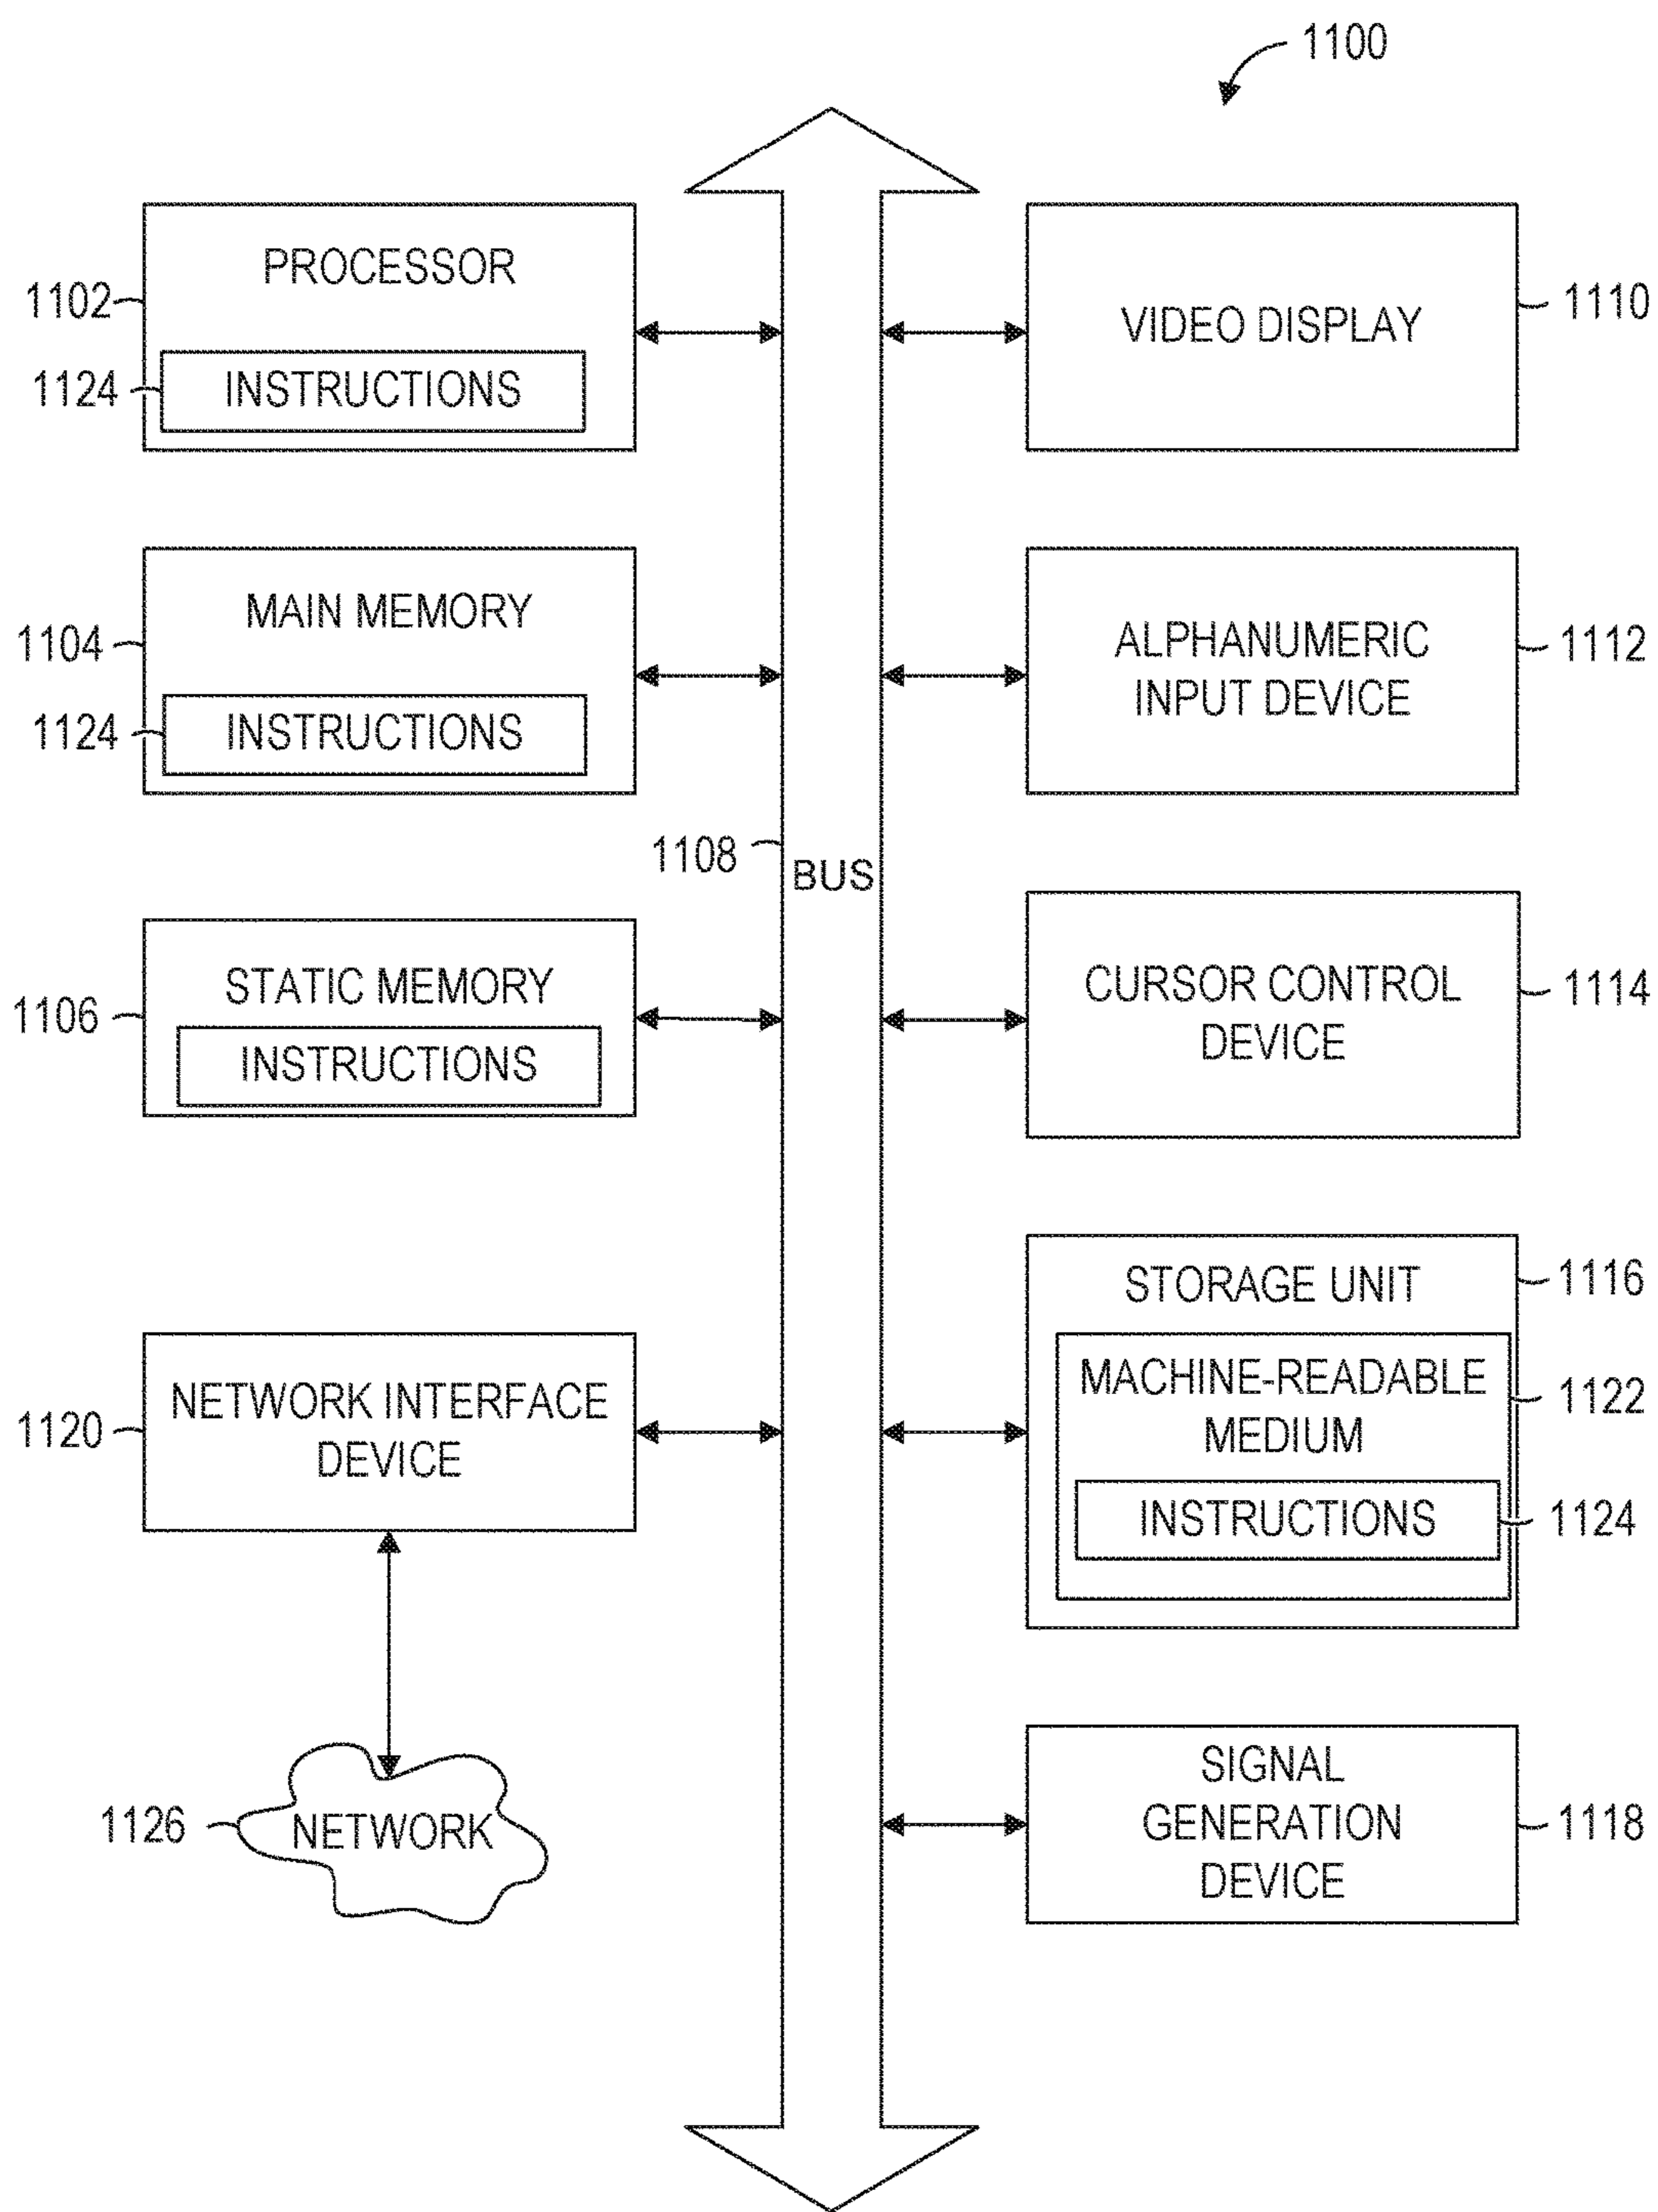 1100
PROCESSOR
1102
1124
INSTRUCTIONS
MAIN MEMORY
1104
1124
INSTRUCTIONS
1108
BUS
STATIC MEMORY
1106
INSTRUCTIONS
NETWORK INTERFACE
DEVICE
1120
1126
NETWORK
VIDEO DISPLAY
1110
ALPHANUMERIC
INPUT DEVICE
1112
CURSOR CONTROL
DEVICE
1114
STORAGE UNIT
1116
MACHINE-READABLE
MEDIUM
1122
INSTRUCTIONS
1124
SIGNAL
GENERATION
DEVICE
1118